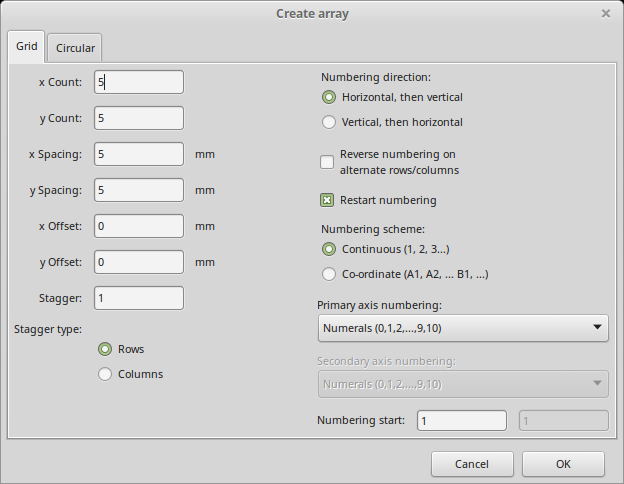 Create array
Grid
Circular
x Count: 5
y Count: 5
x Spacing: 5 mm
y Spacing: 5 mm
x Offset: 0 mm
y Offset: 0 mm
Stagger: 1
Stagger type:
Rows
Columns
Numbering direction:
Horizontal, then vertical
Vertical, then horizontal
Reverse numbering on
alternate rows/columns
Restart numbering
Numbering scheme:
Continuous (1, 2, 3...)
Co-ordinate (A1, A2, ... B1, ...)
Primary axis numbering:
Numerals (0,1,2,...,9,10)
Secondary axis numbering:
Numerals (0,1,2,...,9,10)
Numbering start: 1 1
Cancel
OK